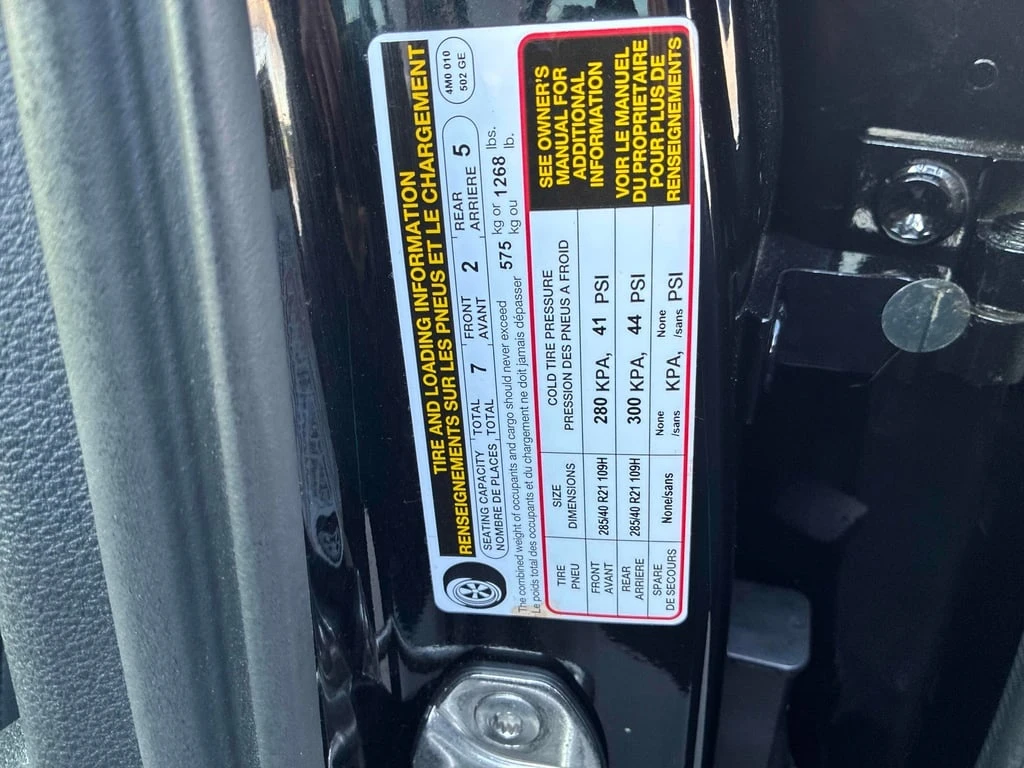 TIRE AND LOADING INFORMATION
RENSEIGNEMENTS SUR LES PNEUS ET LE CHARGEMENT
4M0 010
502 GE
SEATING CAPACITY TOTAL 7 FRONT 2 REAR 5
NOMBRE DE PLACES TOTAL AVANT ARRIERE
The combined weight of occupants and cargo should never exceed 575 kg or 1268 lbs.
Le poids total des occupants et du chargement ne doit jamais dépasser kg ou lb.
TIRE SIZE COLD TIRE PRESSURE
PNEU DIMENSIONS PRESSION DES PNEUS A FROID
FRONT 285/40 R21 109H 280 KPA, 41 PSI
AVANT
REAR 285/40 R21 109H 300 KPA, 44 PSI
ARRIERE
SPARE None/sans None /sans KPA, None /sans PSI
DE SECOURS
SEE OWNER'S
MANUAL FOR
ADDITIONAL
INFORMATION
VOIR LE MANUEL
DU PROPRIETAIRE
POUR PLUS DE
RENSEIGNEMENTS